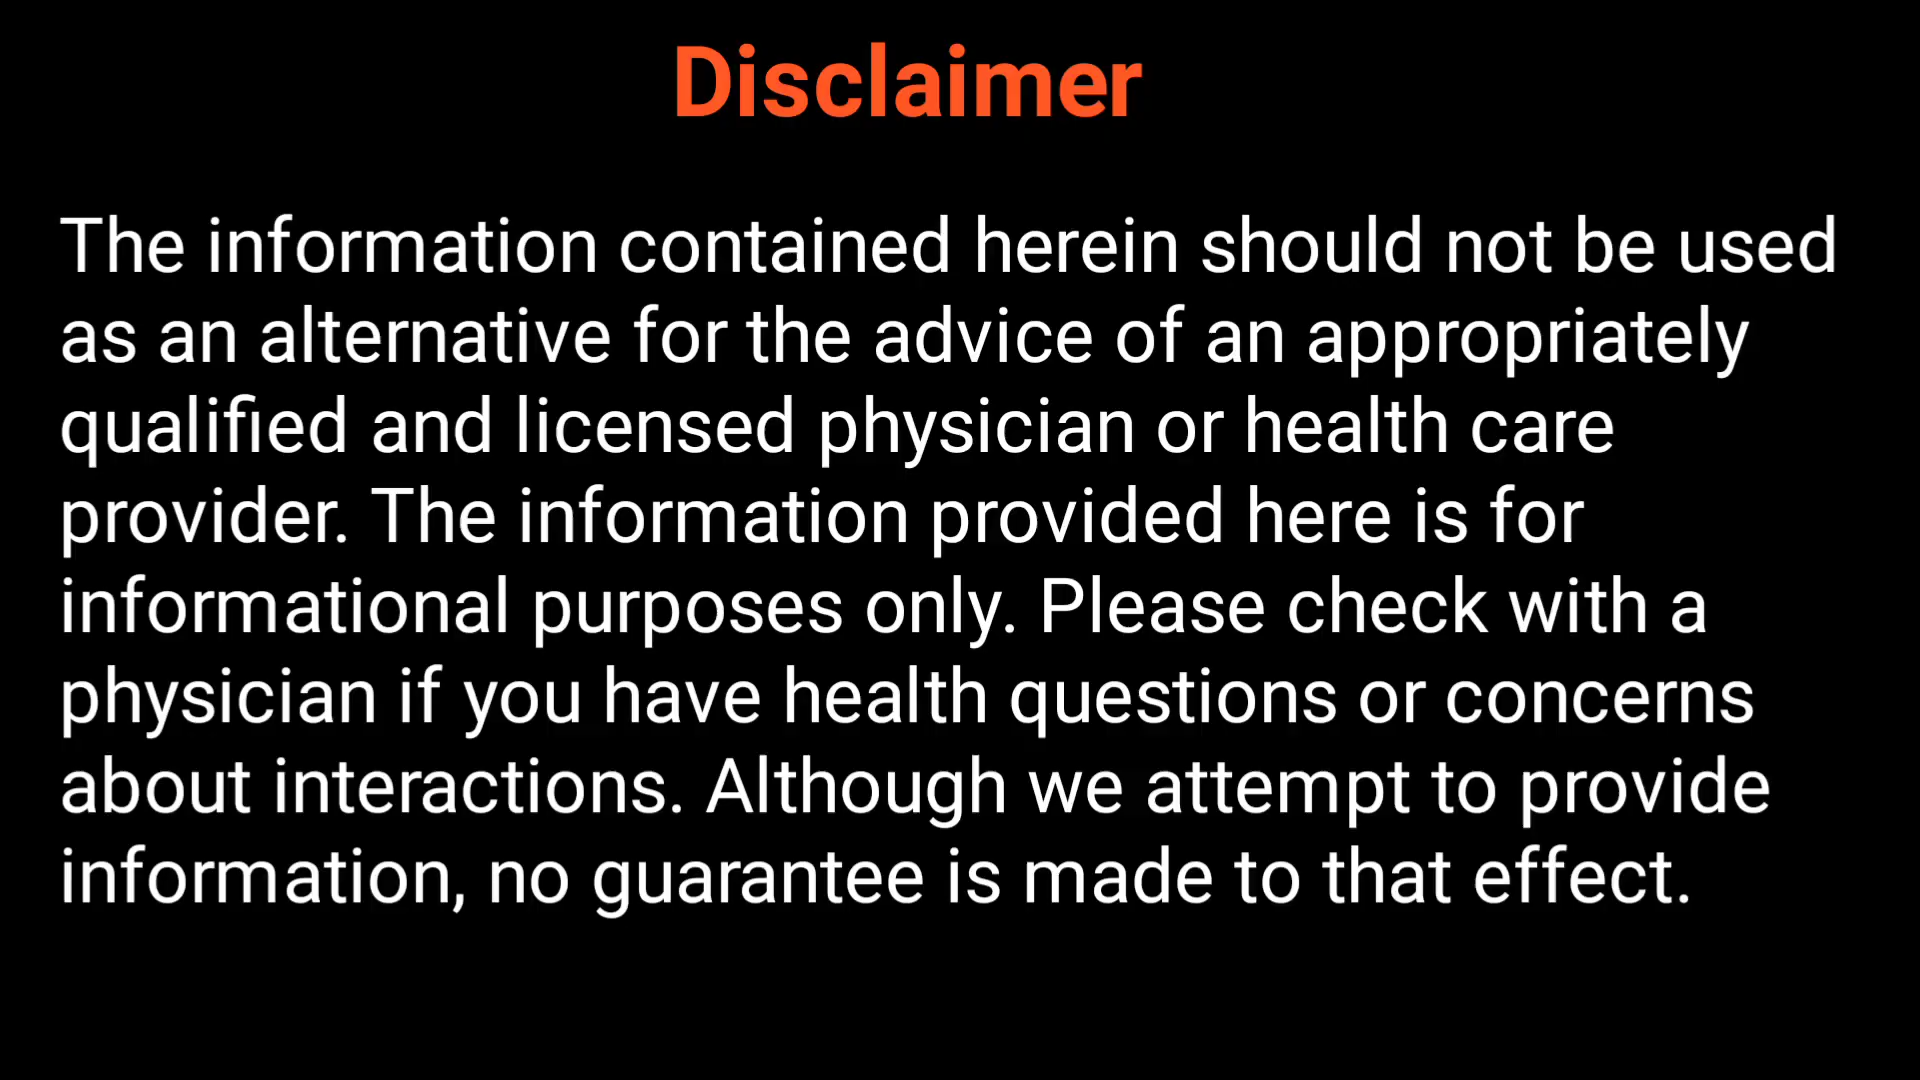 Disclaimer
The information contained herein should not be used
as an alternative for the advice of an appropriately
qualified and licensed physician or health care
provider. The information provided here is for
informational purposes only. Please check with a
physician if you have health questions or concerns
about interactions. Although we attempt to provide
information, no guarantee is made to that effect.